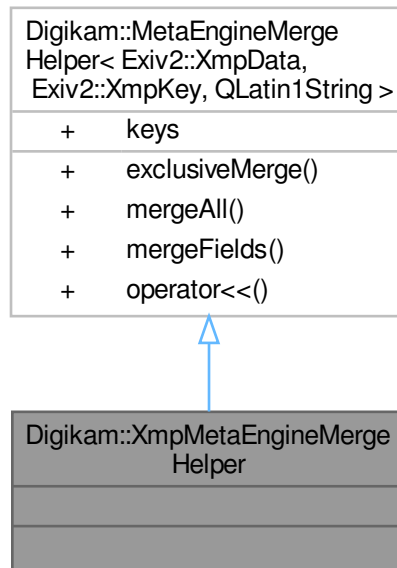 Digikam::MetaEngineMerge
Helper< Exiv2::XmpData,
Exiv2::XmpKey, QLatin1String >
+ keys
+ exclusiveMerge()
+ mergeAll()
+ mergeFields()
+ operator<<()
Digikam::XmpMetaEngineMerge
Helper